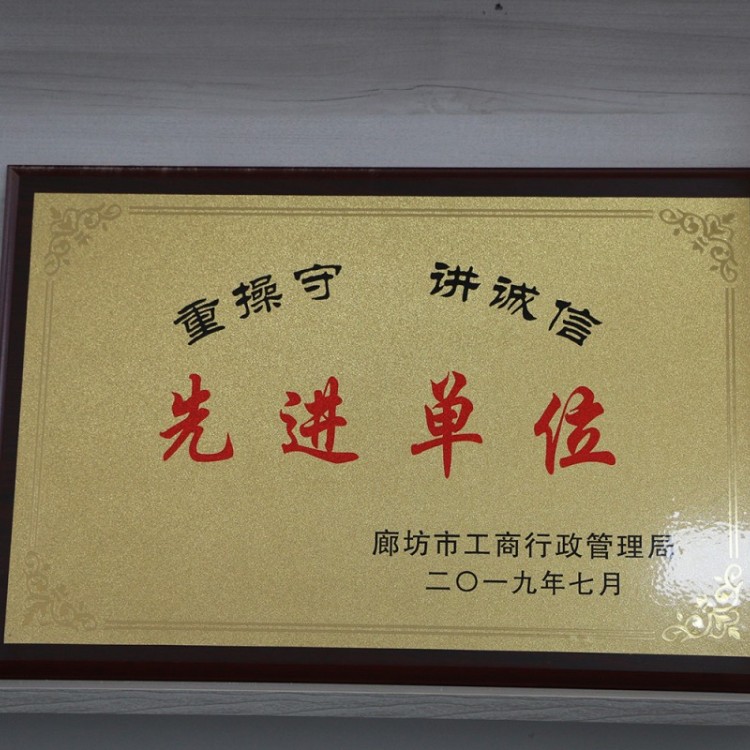 重操守 讲诚信
先进单位
廊坊市工商行政管理局
二〇一九年七月